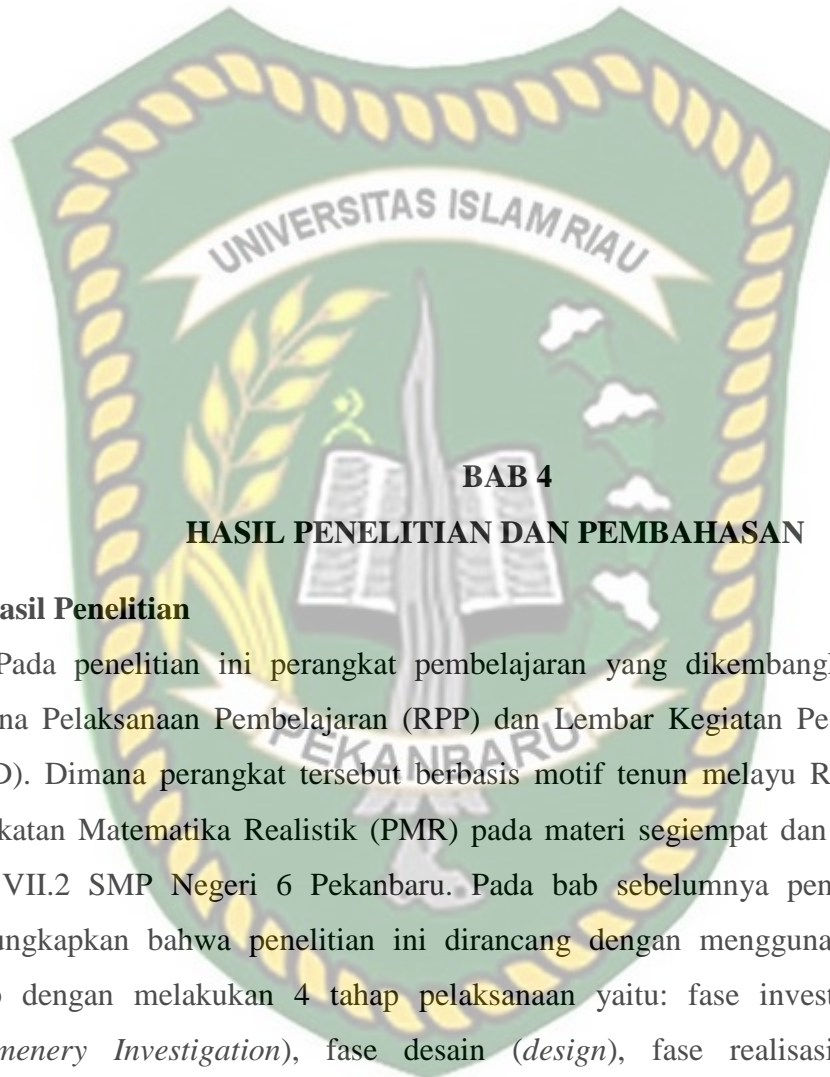 UNIVERSITAS ISLAM RIAU
BAB 4
HASIL PENELITIAN DAN PEMBAHASAN
asil Penelitian
Pada penelitian ini perangkat pembelajaran yang dikembangk
na Pelaksanaan Pembelajaran (RPP) dan Lembar Kegiatan Pe
D). Dimana perangkat tersebut berbasis motif tenun melayu R
katan Matematika Realistik (PMR) pada materi segiempat dan
VII.2 SMP Negeri 6 Pekanbaru. Pada bab sebelumnya pen
ungkapkan bahwa penelitian ini dirancang dengan mengguna
dengan melakukan 4 tahap pelaksanaan yaitu: fase invest
menery Investigation), fase desain (design), fase realisasi
PEKANBARU